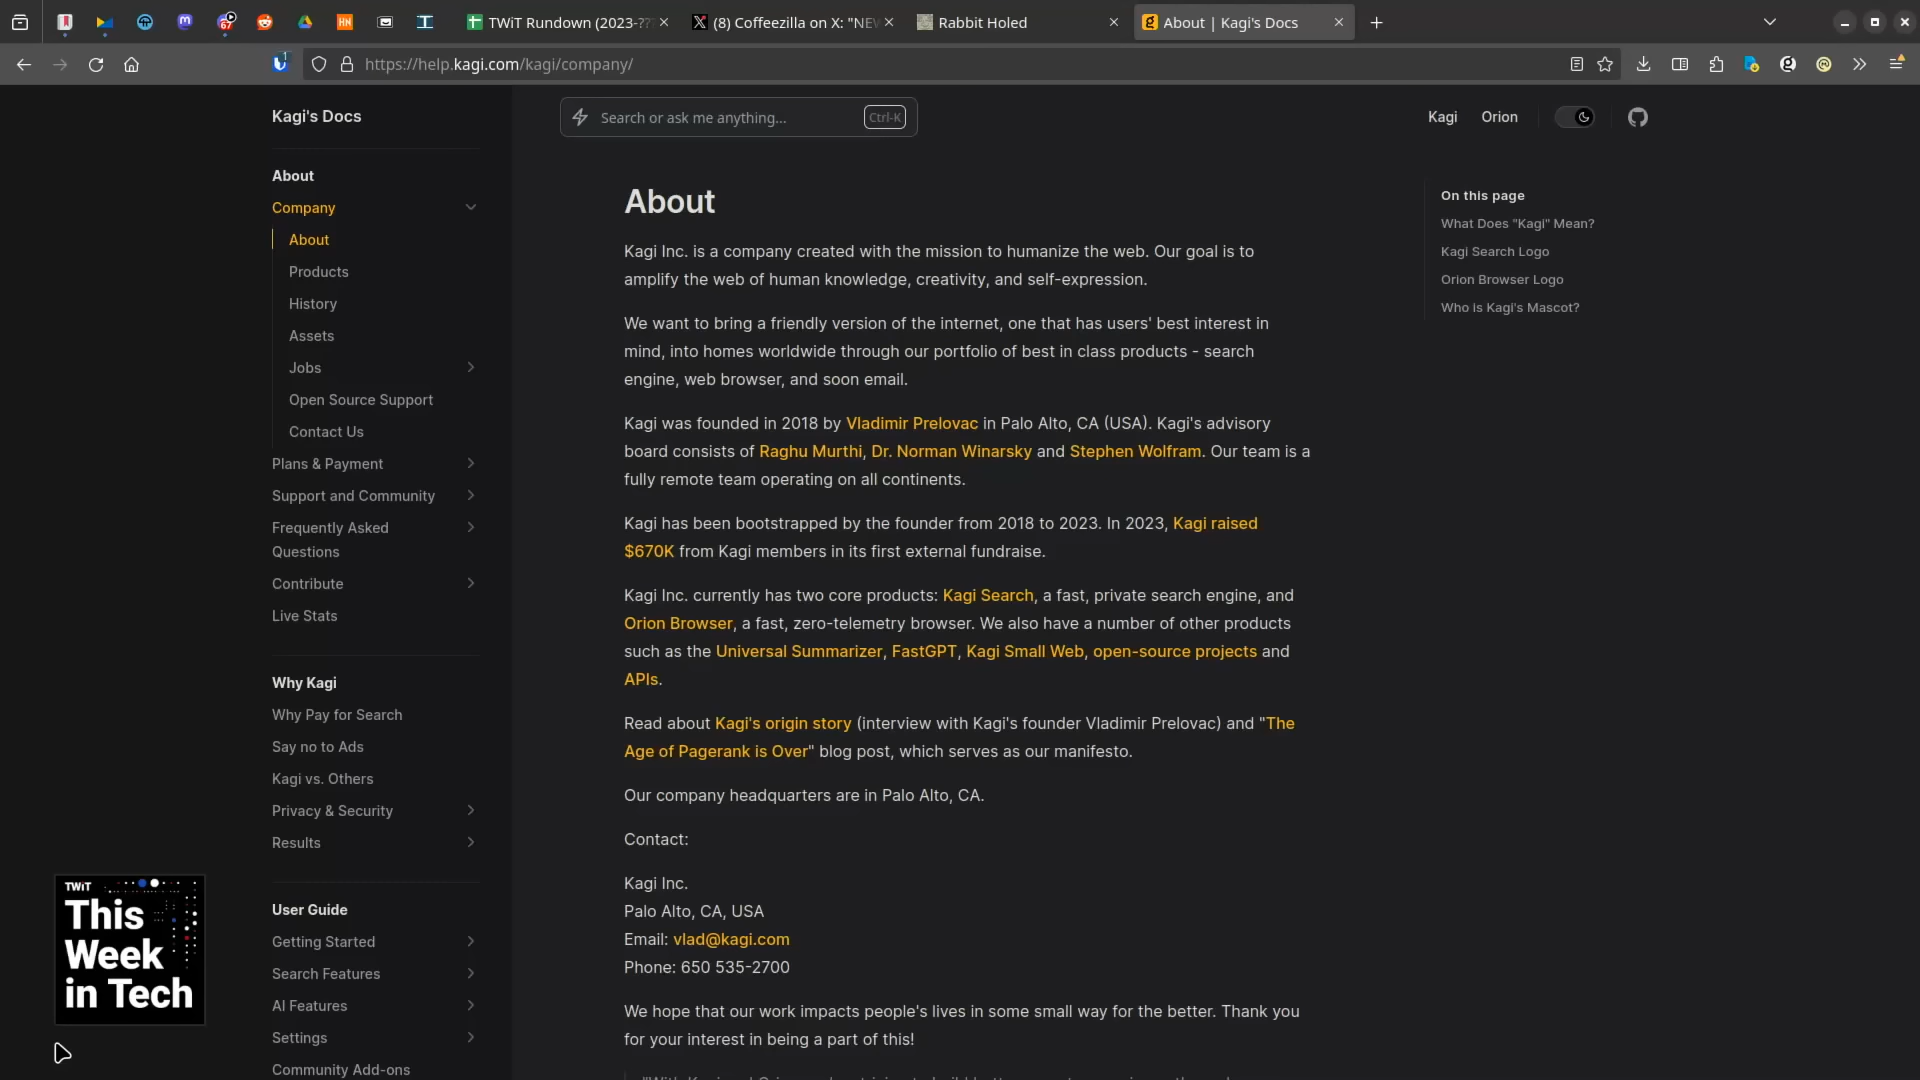 TWiT Rundown (2023-???
(8) Coffeezilla on X: "NEW
Rabbit Holed
About | Kagi's Docs
https://help.kagi.com/kagi/company/
Kagi's Docs
Search or ask me anything...
Ctrl-K
Kagi
Orion
About
Company
About
Products
History
Assets
Jobs
Open Source Support
Contact Us
Plans & Payment
Support and Community
Frequently Asked
Questions
Contribute
Live Stats
Why Kagi
Why Pay for Search
Say no to Ads
Kagi vs. Others
Privacy & Security
Results
User Guide
Getting Started
Search Features
AI Features
Settings
Community Add-ons
About
Kagi Inc. is a company created with the mission to humanize the web. Our goal is to
amplify the web of human knowledge, creativity, and self-expression.
We want to bring a friendly version of the internet, one that has users' best interest in
mind, into homes worldwide through our portfolio of best in class products - search
engine, web browser, and soon email.
Kagi was founded in 2018 by Vladimir Prelovac in Palo Alto, CA (USA). Kagi's advisory
board consists of Raghu Murthi, Dr. Norman Winarsky and Stephen Wolfram. Our team is a
fully remote team operating on all continents.
Kagi has been bootstrapped by the founder from 2018 to 2023. In 2023, Kagi raised
$670K from Kagi members in its first external fundraise.
Kagi Inc. currently has two core products: Kagi Search, a fast, private search engine, and
Orion Browser, a fast, zero-telemetry browser. We also have a number of other products
such as the Universal Summarizer, FastGPT, Kagi Small Web, open-source projects and
APIs.
Read about Kagi's origin story (interview with Kagi's founder Vladimir Prelovac) and "The
Age of Pagerank is Over" blog post, which serves as our manifesto.
Our company headquarters are in Palo Alto, CA.
Contact:
Kagi Inc.
Palo Alto, CA, USA
Email: vlad@kagi.com
Phone: 650 535-2700
We hope that our work impacts people's lives in some small way for the better. Thank you
for your interest in being a part of this!
On this page
What Does "Kagi" Mean?
Kagi Search Logo
Orion Browser Logo
Who is Kagi's Mascot?
TWiT
This
Week
in Tech